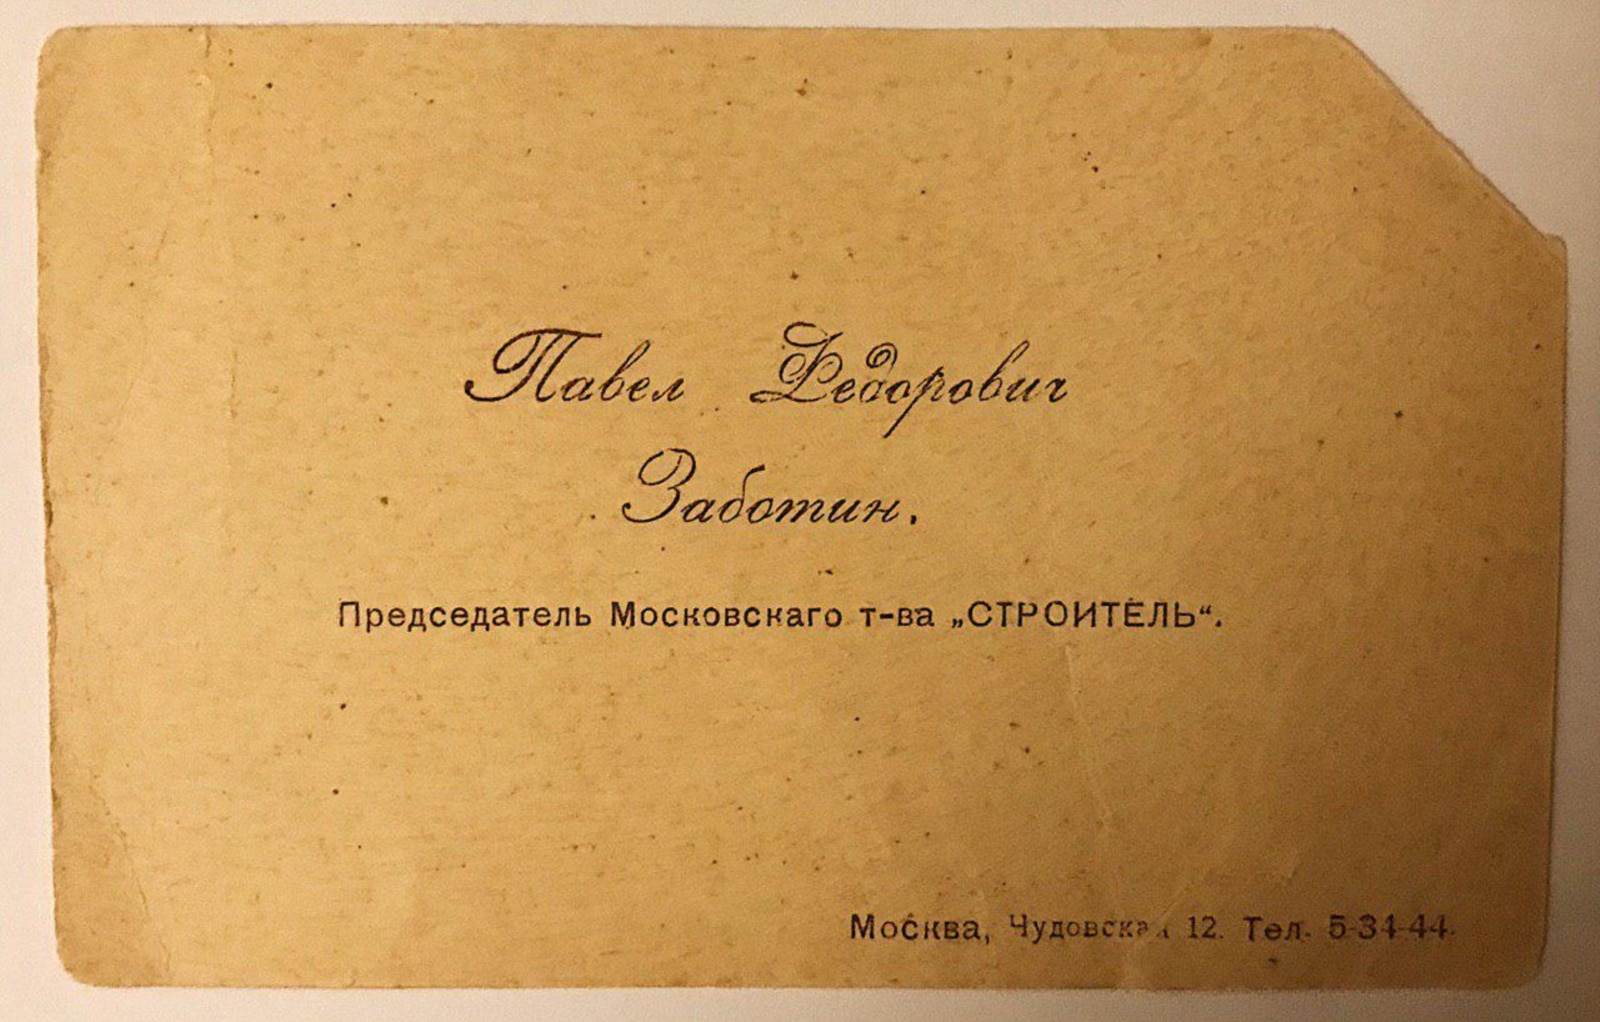 Павел Федорович
Заботин.
Председатель Московскаго т-ва „СТРОИТЕЛЬ“.
Москва, Чудовская 12. Тел. 5-34-44.